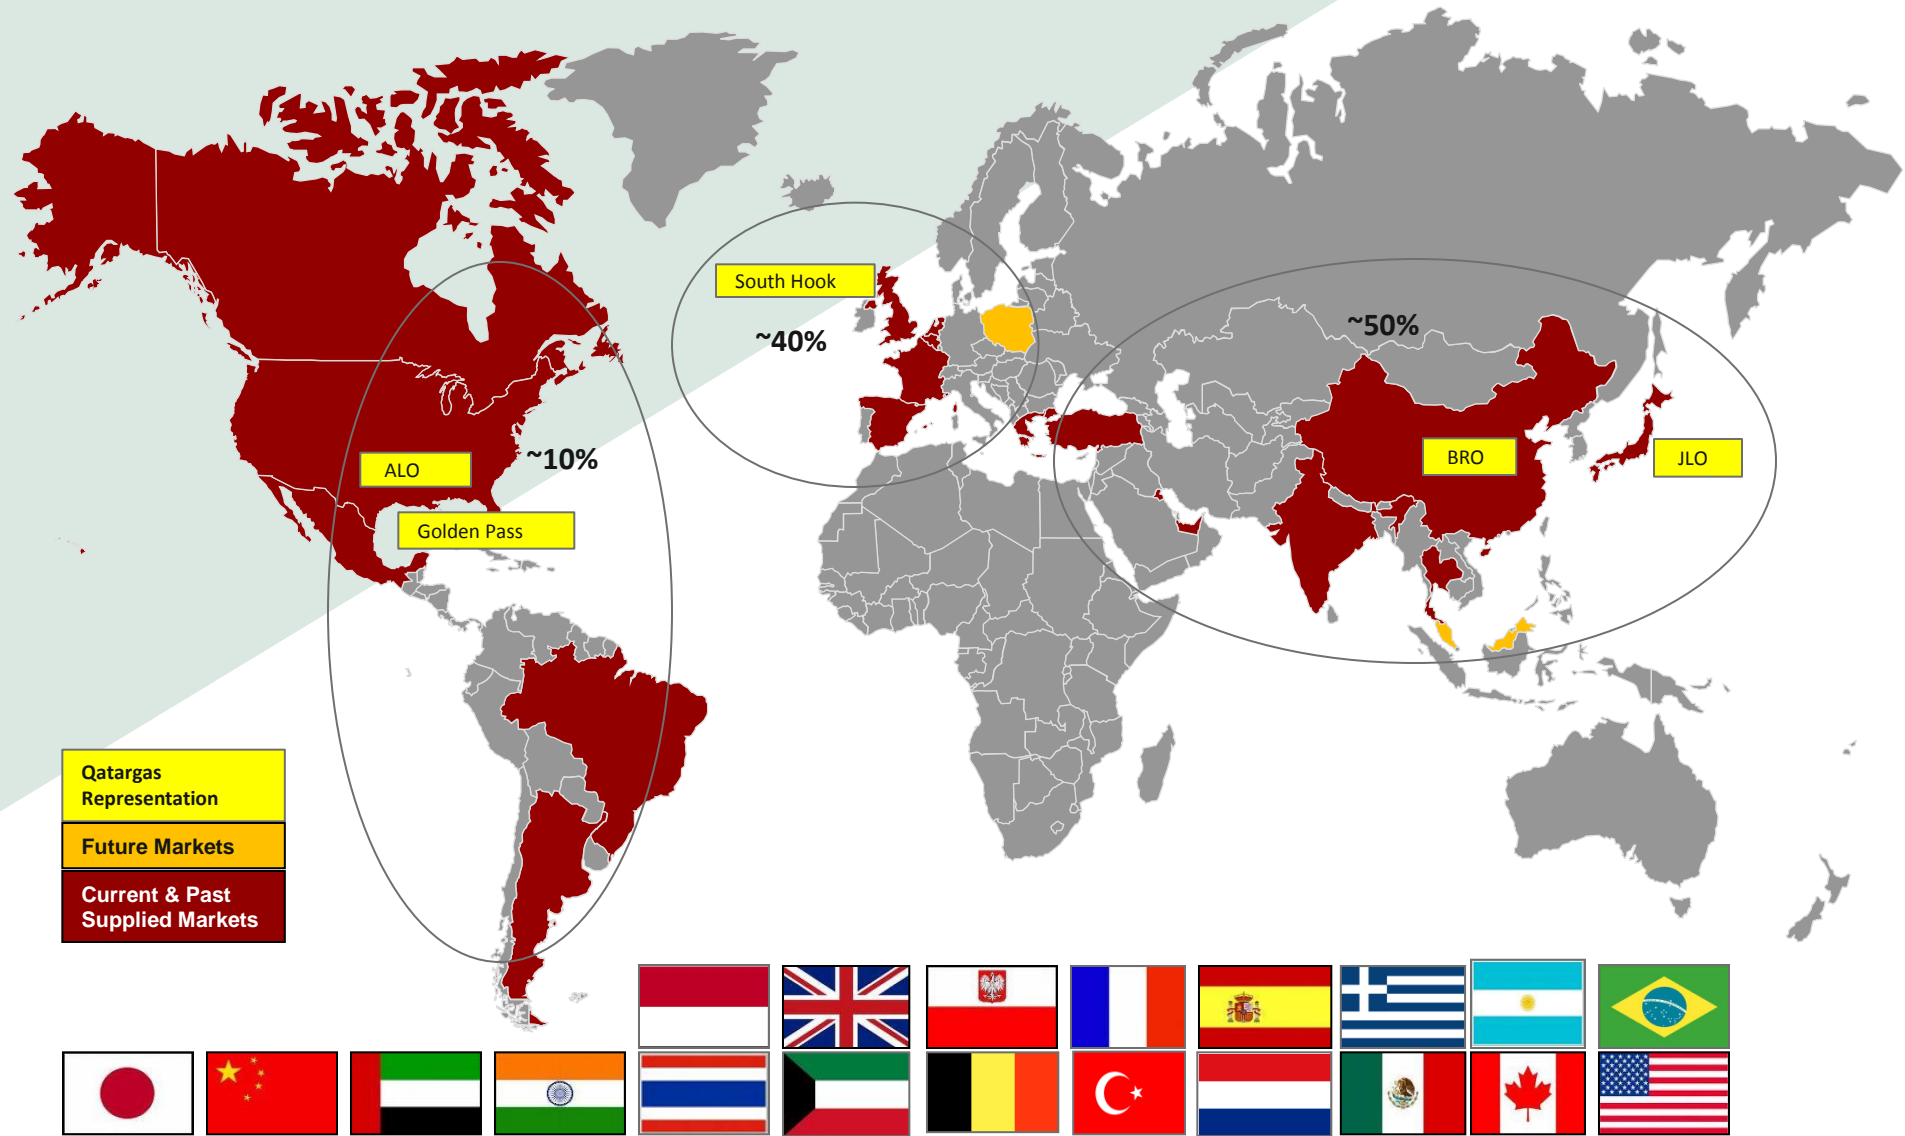 South Hook
~40%
~50%
ALO
~10%
BRO
JLO
Golden Pass
Qatargas
Representation
Future Markets
Current & Past
Supplied Markets